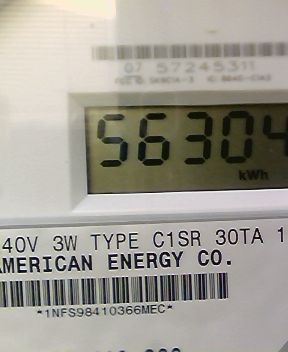 07 57245311
56304
kWh
40V 3W TYPE C1SR 30TA 1
AMERICAN ENERGY CO.
*1NFS98410366MEC*